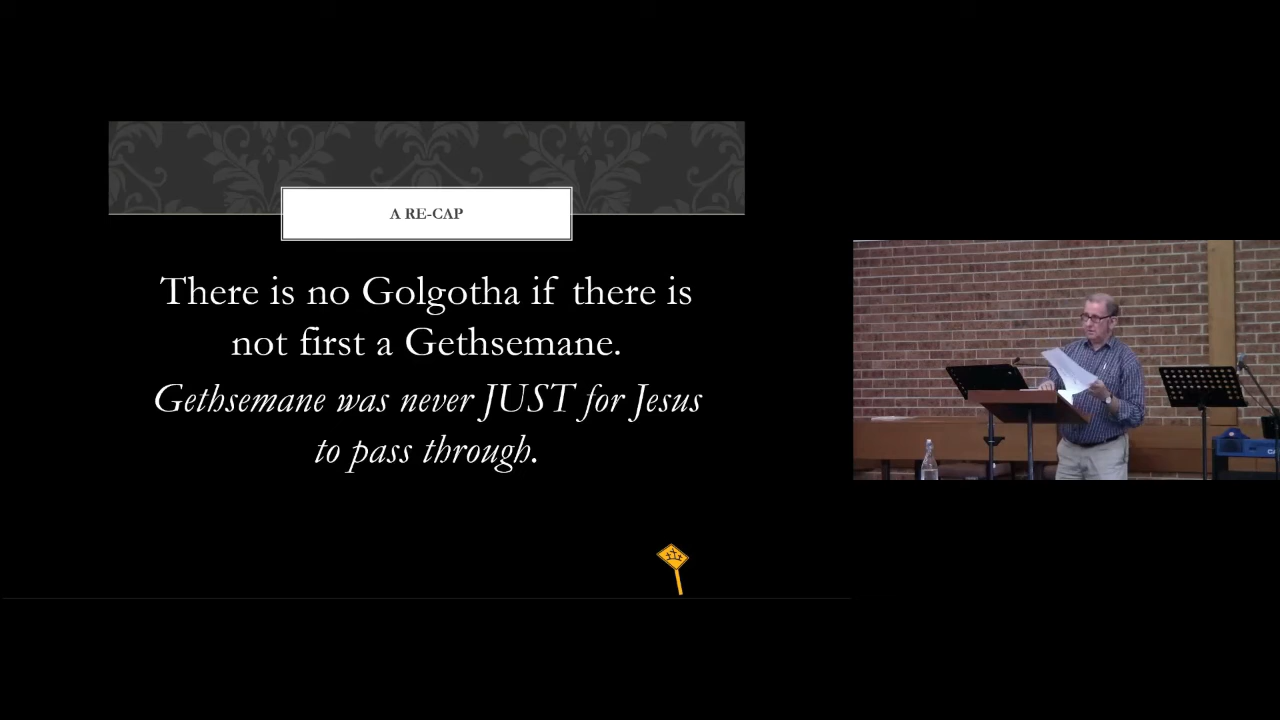 A RE-CAP
There is no Golgotha if there is
not first a Gethsemane.
Gethsemane was never JUST for Jesus
to pass through.